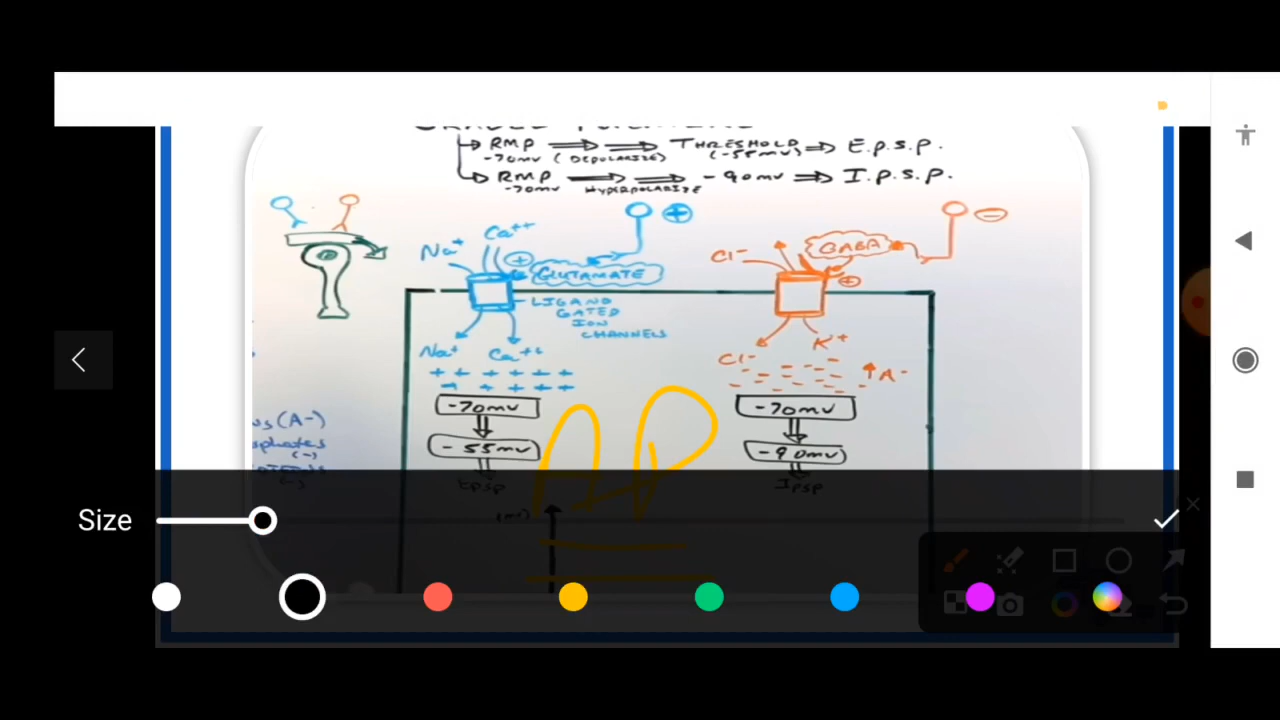 GRADED POTENTIALS
RMP ⇒ ⇒ THRESHOLD ⇒ E.P.S.P.
-70mV (DEPOLARIZE) (-55mV)
RMP ⇒ ⇒ -90mV ⇒ I.P.S.P.
-70mV HYPERPOLARIZE
Na+ Ca++ + GLUTAMATE +
Cl- GABA + -
LIGAND
GATED
ION
CHANNELS
Na+ Ca++
Cl- K+
↑A-
-70mV
-55mV
Epsp
-70mV
-90mV
Ipsp
(mv)
AP
(A-)
(-)
Size